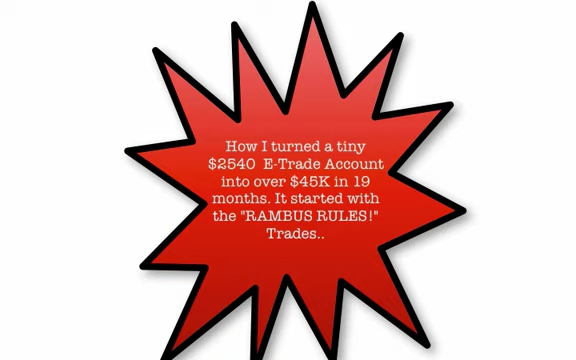 How I turned a tiny
$2540 E-Trade Account
into over $45K in 19
months. It started with
the "RAMBUS RULES!"
Trades..